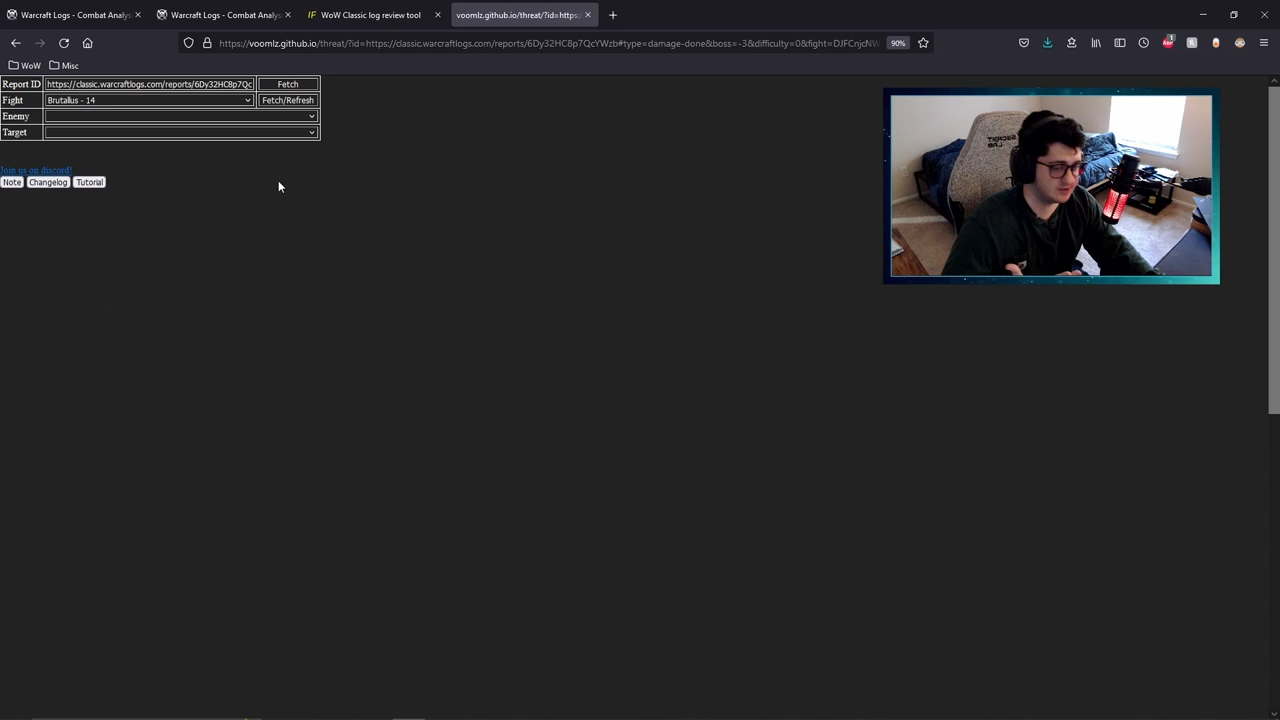 Warcraft Logs - Combat Analys
Warcraft Logs - Combat Analys
IF WoW Classic log review tool
voomlz.github.io/threat/?id=https:
https://voomlz.github.io/threat/?id=https://classic.warcraftlogs.com/reports/6Dy32HC8p7QcYWzb#type=damage-done&boss=-3&difficulty=0&fight=DJFCnjcNW
90%
WoW
Misc
Report ID
https://classic.warcraftlogs.com/reports/6Dy32HC8p7Qc
Fetch
Fight
Brutallus - 14
Fetch/Refresh
Enemy
Target
Join us on discord!
Note
Changelog
Tutorial